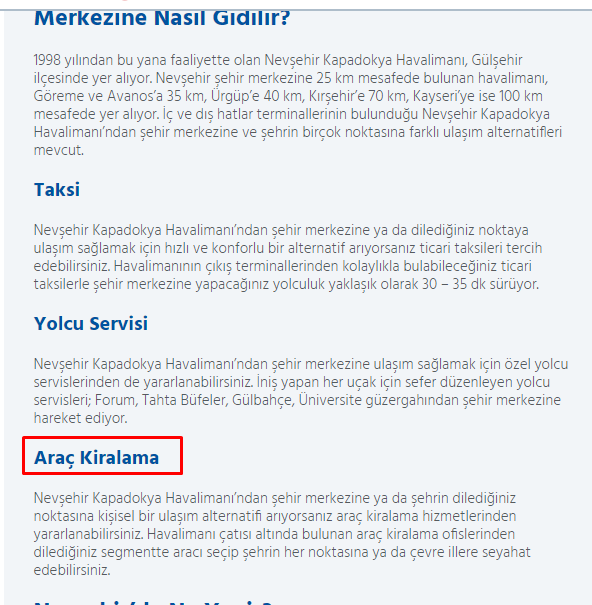 Merkezine Nasıl Gidilir?
1998 yılından bu yana faaliyette olan Nevşehir Kapadokya Havalimanı, Gülşehir
ilçesinde yer alıyor. Nevşehir şehir merkezine 25 km mesafede bulunan havalimanı,
Göreme ve Avanos’a 35 km, Ürgüp’e 40 km, Kırşehir’e 70 km, Kayseri’ye ise 100 km
mesafede yer alıyor. İç ve dış hatlar terminallerinin bulunduğu Nevşehir Kapadokya
Havalimanı’ndan şehir merkezine ve şehrin birçok noktasına farklı ulaşım alternatifleri
mevcut.
Taksi
Nevşehir Kapadokya Havalimanı’ndan şehir merkezine ya da dilediğiniz noktaya
ulaşım sağlamak için hızlı ve konforlu bir alternatif arıyorsanız ticari taksileri tercih
edebilirsiniz. Havalimanının çıkış terminallerinden kolaylıkla bulabileceğiniz ticari
taksilerle şehir merkezine yapacağınız yolculuk yaklaşık olarak 30 – 35 dk sürüyor.
Yolcu Servisi
Nevşehir Kapadokya Havalimanı’ndan şehir merkezine ulaşım sağlamak için özel yolcu
servislerinden de yararlanabilirsiniz. İniş yapan her uçak için sefer düzenleyen yolcu
servisleri; Forum, Tahta Büfeler, Gülbahçe, Üniversite güzergahından şehir merkezine
hareket ediyor.
Araç Kiralama
Nevşehir Kapadokya Havalimanı’ndan şehir merkezine ya da şehrin dilediğiniz
noktasına kişisel bir ulaşım alternatifi arıyorsanız araç kiralama hizmetlerinden
yararlanabilirsiniz. Havalimanı çatısı altında bulunan araç kiralama ofislerinden
dilediğiniz segmentte aracı seçip şehrin her noktasına ya da çevre illere seyahat
edebilirsiniz.